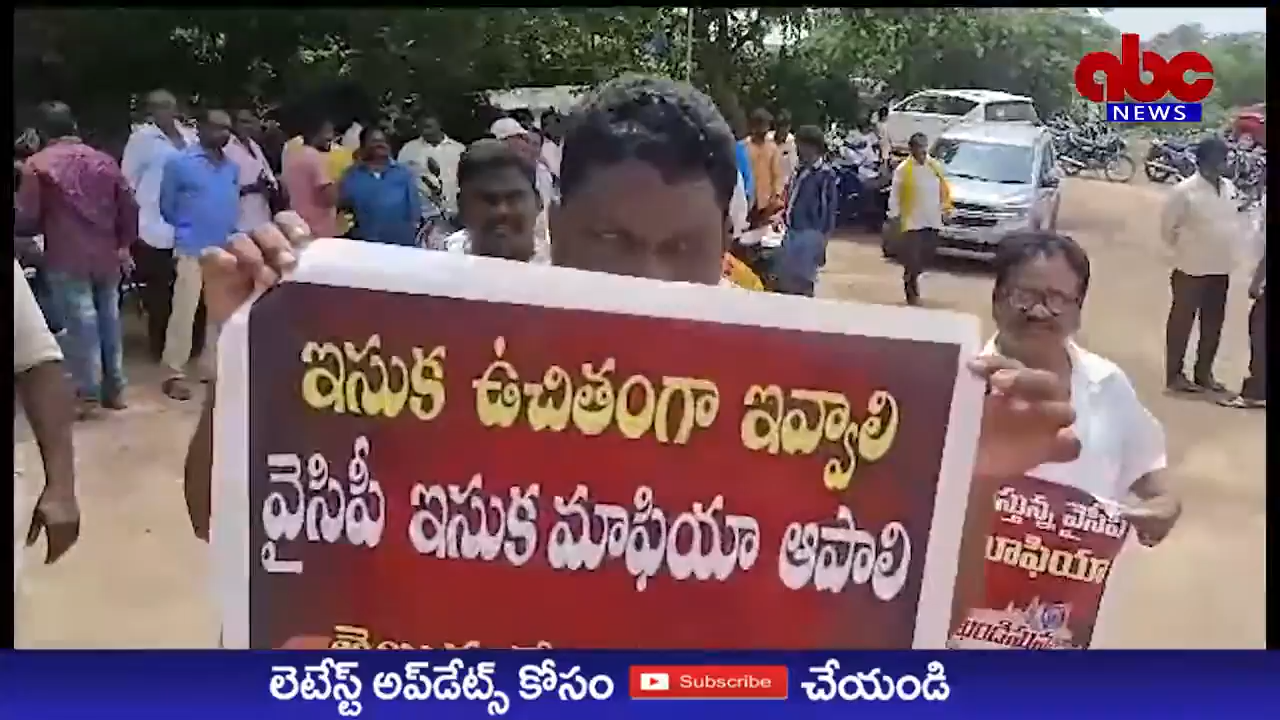 abc
NEWS
ఇసుక ఉచితంగా ఇవ్వాలి
వైసిపీ ఇసుక మాఫియా ఆపాలి
స్తున్న వైసిపి
మాఫియా
లెటేస్ట్ అప్‌డేట్స్ కోసం Subscribe చేయండి